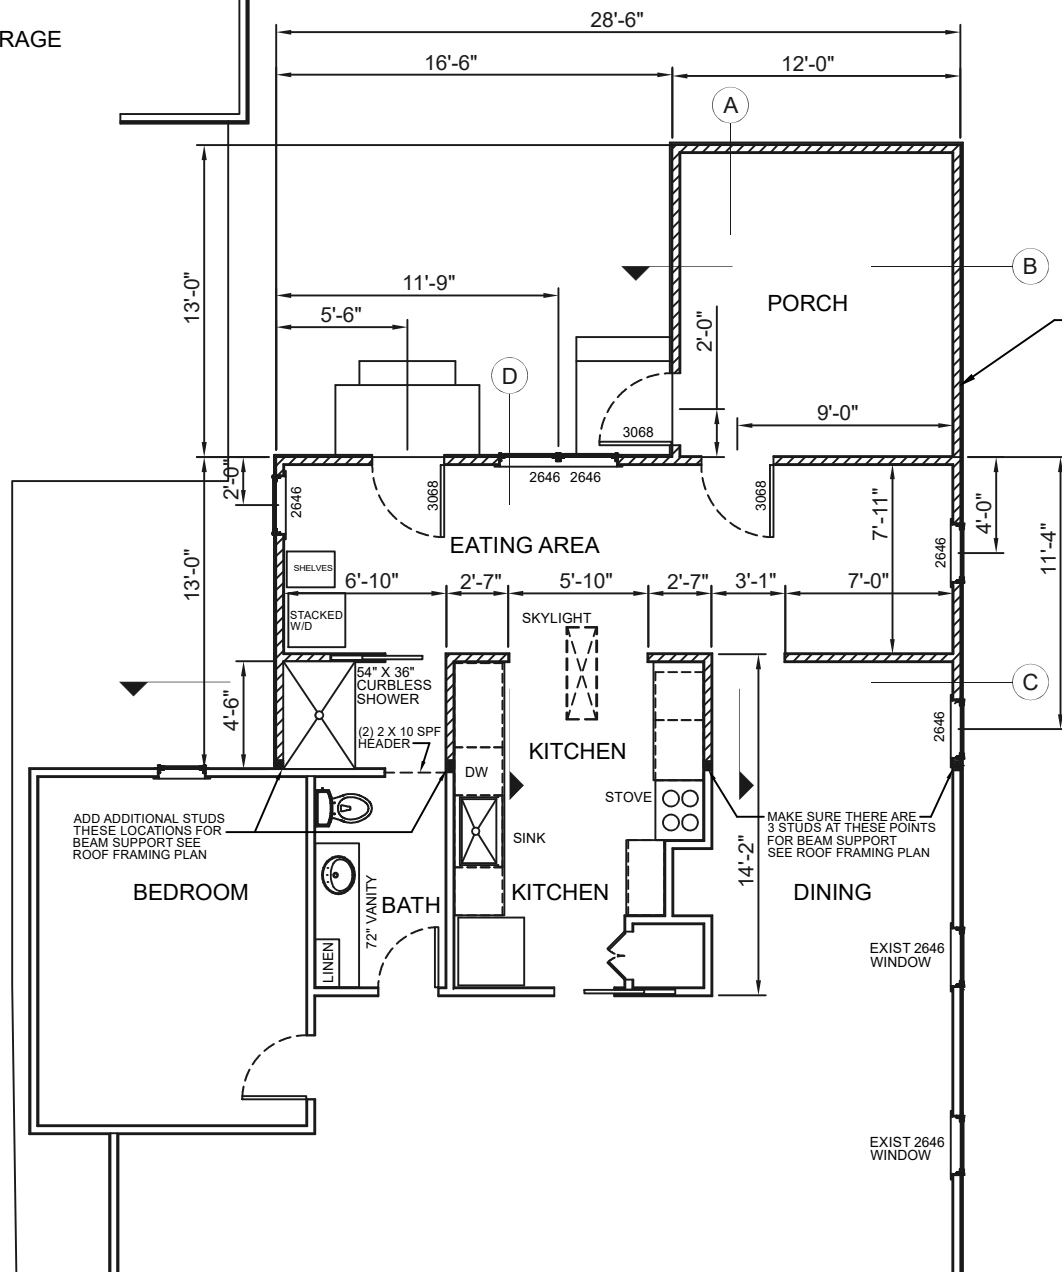 28'-6"
RAGE
16'-6"
12'-0"
A
13'-0"
11'-9"
B
PORCH
5'-6"
2'-0"
D
9'-0"
3068
2646 2646
2'-0"
2646
3068
3068
7'-11"
4'-0"
11'-4"
2646
EATING AREA
13'-0"
SHELVES
6'-10"
2'-7"
5'-10"
2'-7"
3'-1"
7'-0"
STACKED
W/D
SKYLIGHT
54" X 36"
CURBLESS
SHOWER
C
4'-6"
(2) 2 X 10 SPF
HEADER
KITCHEN
2646
DW
STOVE
ADD ADDITIONAL STUDS
THESE LOCATIONS FOR
BEAM SUPPORT SEE
ROOF FRAMING PLAN
SINK
MAKE SURE THERE ARE
3 STUDS AT THESE POINTS
FOR BEAM SUPPORT
SEE ROOF FRAMING PLAN
14'-2"
BEDROOM
72" VANITY
BATH
KITCHEN
DINING
LINEN
EXIST 2646
WINDOW
EXIST 2646
WINDOW